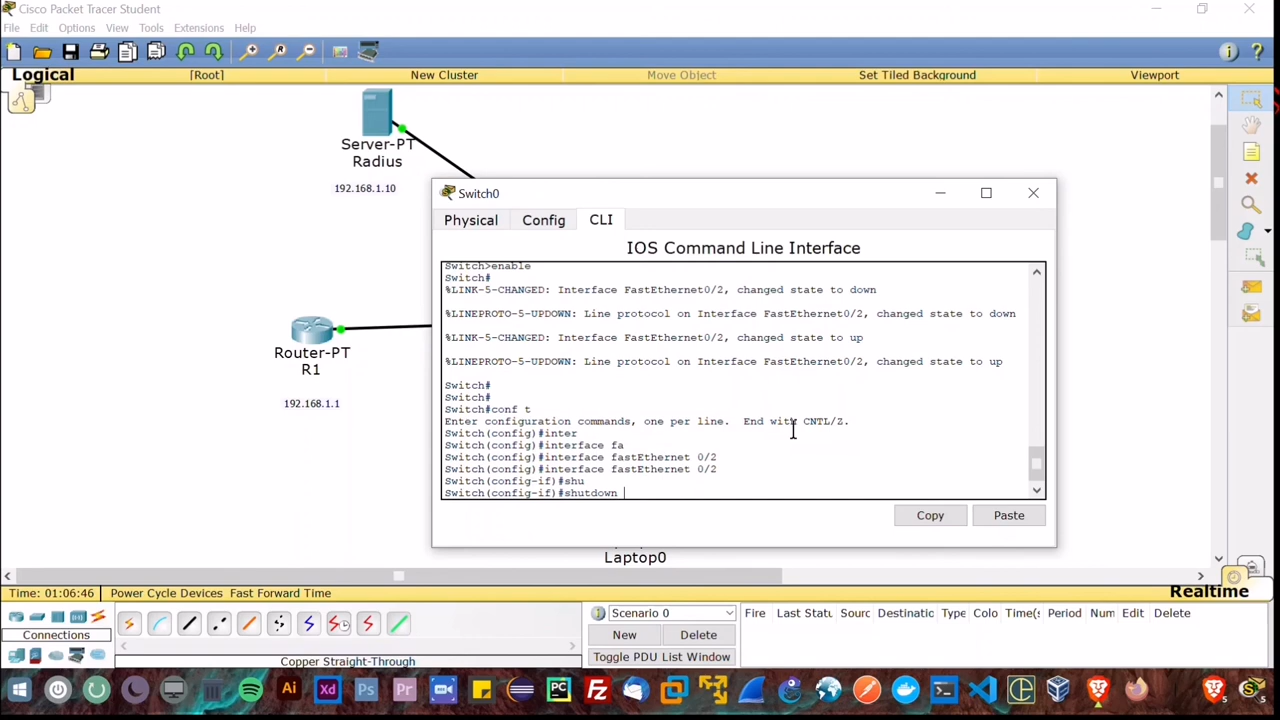 Cisco Packet Tracer Student
File Edit Options View Tools Extensions Help
Logical [Root] New Cluster Move Object Set Tiled Background Viewport
Server-PT
Radius
192.168.1.10
Router-PT
R1
192.168.1.1
Switch0
Physical Config CLI
IOS Command Line Interface
Switch>enable
Switch#
%LINK-5-CHANGED: Interface FastEthernet0/2, changed state to down
%LINEPROTO-5-UPDOWN: Line protocol on Interface FastEthernet0/2, changed state to down
%LINK-5-CHANGED: Interface FastEthernet0/2, changed state to up
%LINEPROTO-5-UPDOWN: Line protocol on Interface FastEthernet0/2, changed state to up
Switch#
Switch#
Switch#conf t
Enter configuration commands, one per line. End with CNTL/Z.
Switch(config)#inter
Switch(config)#interface fa
Switch(config)#interface fastEthernet 0/2
Switch(config)#interface fastEthernet 0/2
Switch(config-if)#shu
Switch(config-if)#shutdown
Copy Paste
Laptop0
Time: 01:06:46 Power Cycle Devices Fast Forward Time Realtime
Scenario 0 Fire Last Statu Sourc Destinatic Type Colo Time(s Period Num Edit Delete
Connections New Delete
Toggle PDU List Window
Copper Straight-Through
Ai Xd Ps Pr PC FZ